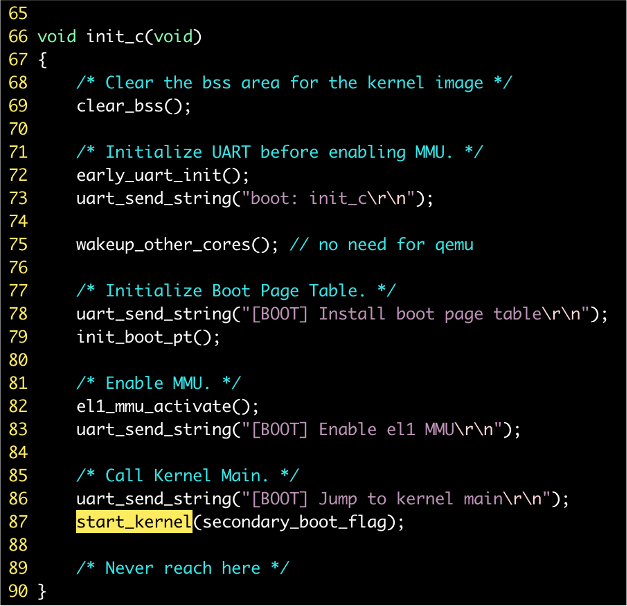 65
66 void init_c(void)
67 {
68     /* Clear the bss area for the kernel image */
69     clear_bss();
70
71     /* Initialize UART before enabling MMU. */
72     early_uart_init();
73     uart_send_string("boot: init_c\r\n");
74
75     wakeup_other_cores(); // no need for qemu
76
77     /* Initialize Boot Page Table. */
78     uart_send_string("[BOOT] Install boot page table\r\n");
79     init_boot_pt();
80
81     /* Enable MMU. */
82     el1_mmu_activate();
83     uart_send_string("[BOOT] Enable el1 MMU\r\n");
84
85     /* Call Kernel Main. */
86     uart_send_string("[BOOT] Jump to kernel main\r\n");
87     start_kernel(secondary_boot_flag);
88
89     /* Never reach here */
90 }